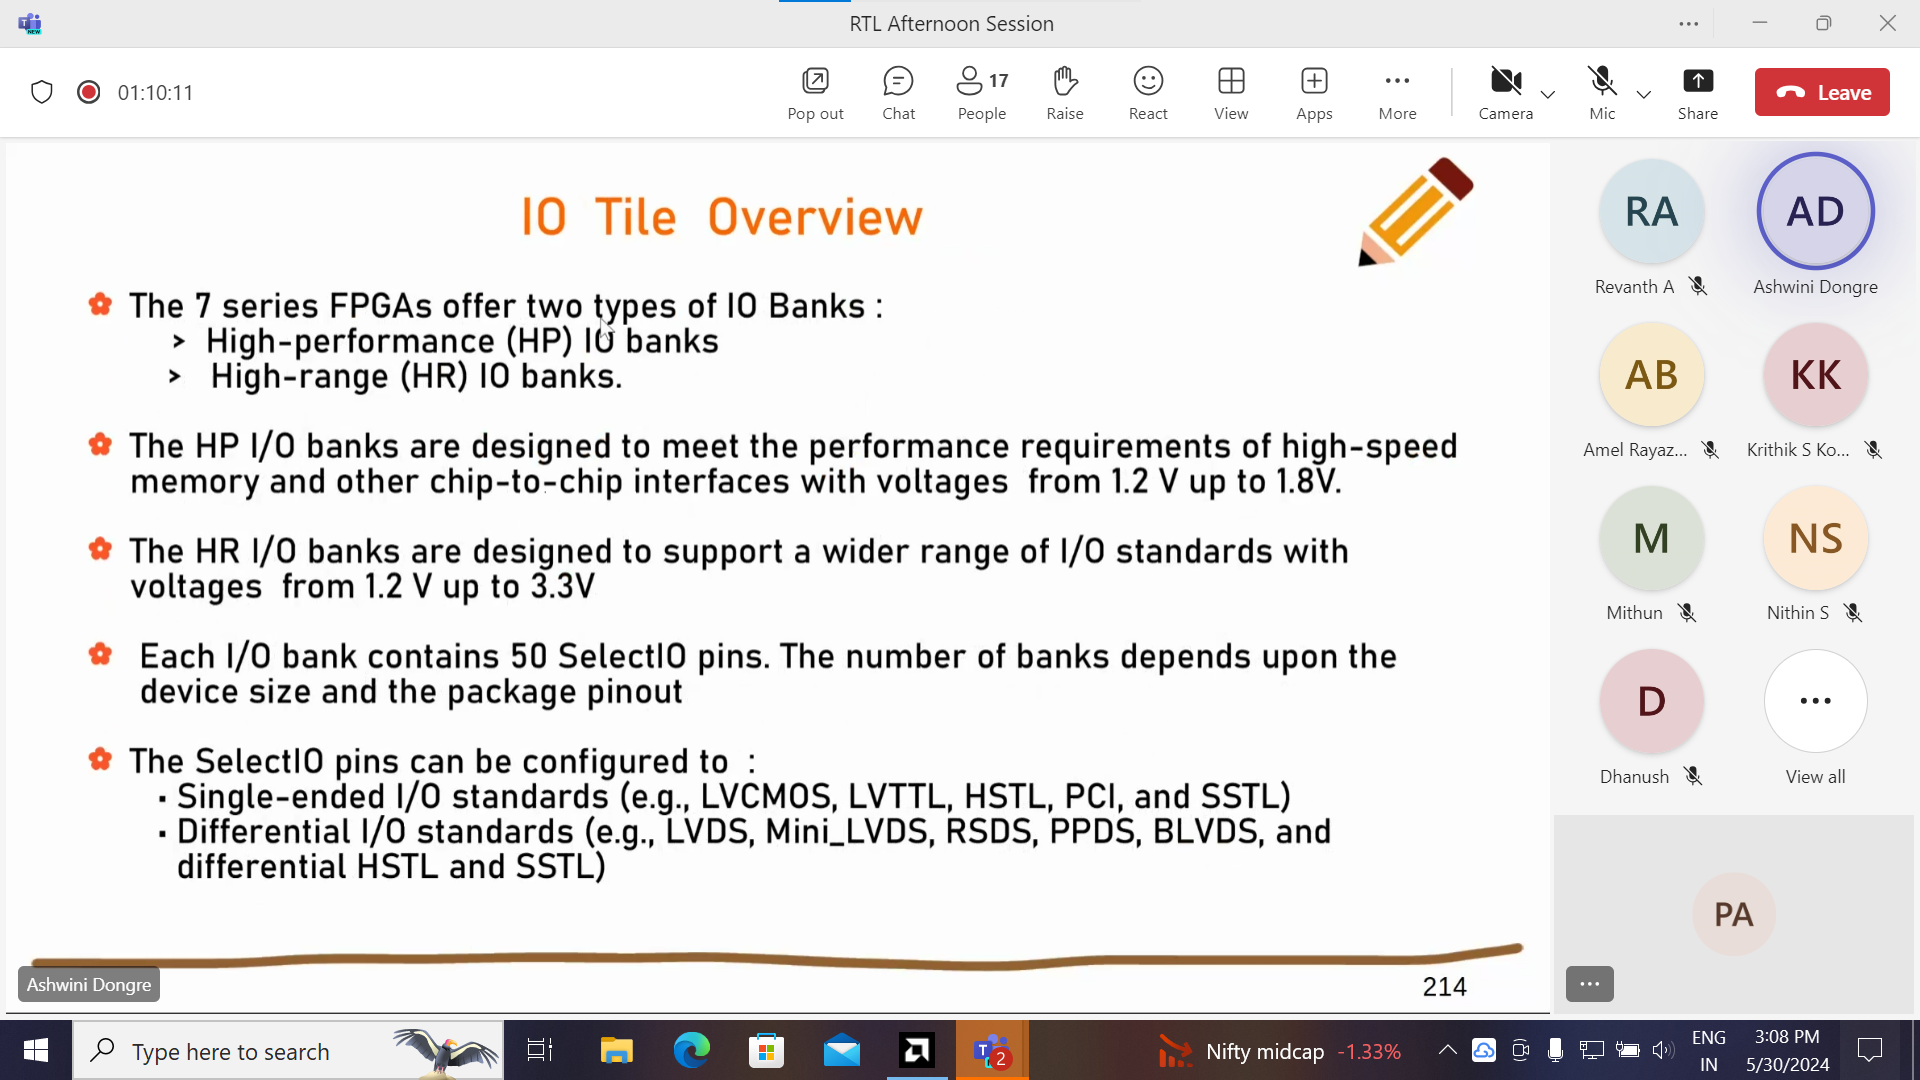 NEW
RTL Afternoon Session
01:10:11
Pop out
Chat
17
People
Raise
React
View
Apps
More
Camera
Mic
Share
Leave
IO Tile Overview
The 7 series FPGAs offer two types of IO Banks :
> High-performance (HP) IO banks
> High-range (HR) IO banks.
The HP I/O banks are designed to meet the performance requirements of high-speed
memory and other chip-to-chip interfaces with voltages from 1.2 V up to 1.8V.
The HR I/O banks are designed to support a wider range of I/O standards with
voltages from 1.2 V up to 3.3V
Each I/O bank contains 50 SelectIO pins. The number of banks depends upon the
device size and the package pinout
The SelectIO pins can be configured to :
▪ Single-ended I/O standards (e.g., LVCMOS, LVTTL, HSTL, PCI, and SSTL)
▪ Differential I/O standards (e.g., LVDS, Mini_LVDS, RSDS, PPDS, BLVDS, and
differential HSTL and SSTL)
Ashwini Dongre
214
RA
Revanth A
AD
Ashwini Dongre
AB
Amel Rayaz...
KK
Krithik S Ko...
M
Mithun
NS
Nithin S
D
Dhanush
View all
PA
Type here to search
2
Nifty midcap -1.33%
ENG
IN
3:08 PM
5/30/2024